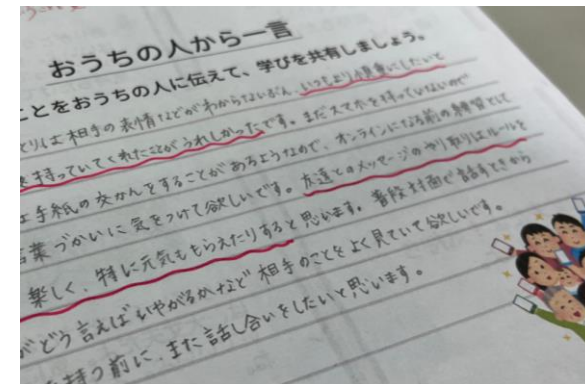 おうちの人から一言
ことをおうちの人に伝えて、学びを共有しましょう。
とりは相手の表情などがわからないぶん、いつもより慎重にしたいと
を持っていてくれたことがうれしかったです。まだスマホを持っていないので
手紙の交かんをすることがあるようなので、オンラインになる前の練習として
言葉づかいに気をつけて欲しいです。友達とのメッセージのやり取りはルールを
楽しく、特に元気ももらえたりすると思います。普段対面で話すときから
がどう言えばいやがるかなど相手のことをよく見ていて欲しいです。
持つ前に、また話し合いをしたいと思います。